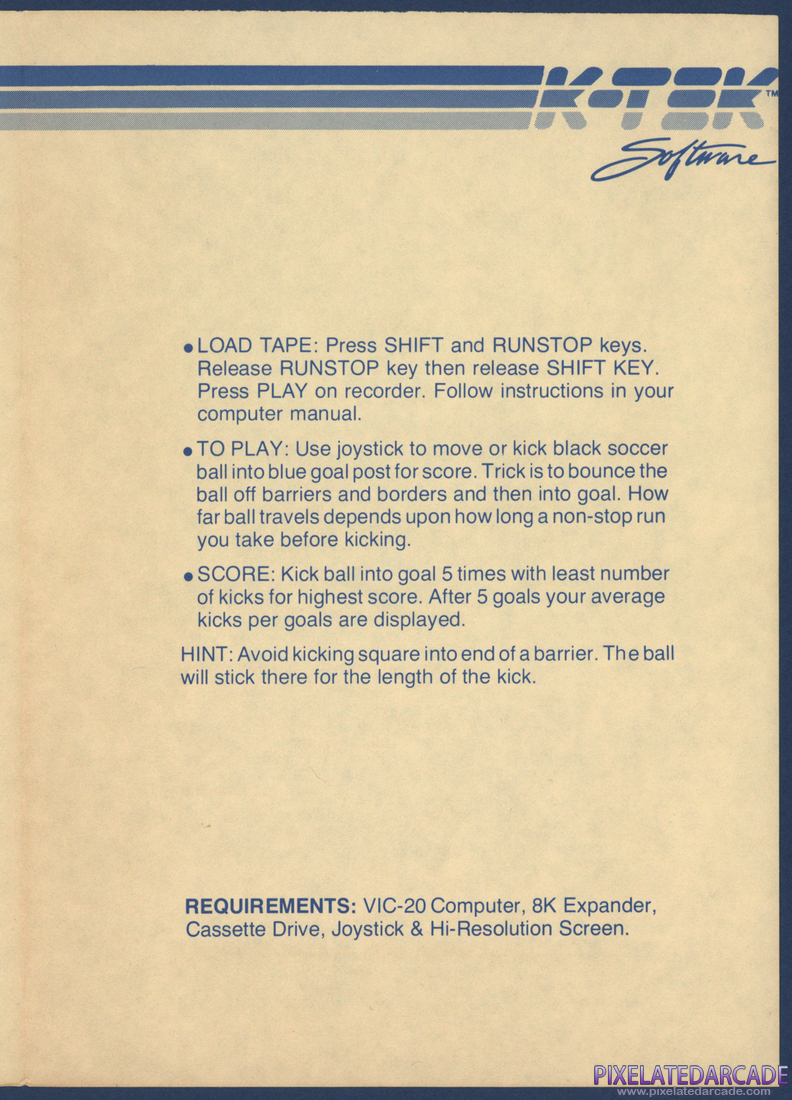 K-TEK™
Software
● LOAD TAPE: Press SHIFT and RUNSTOP keys.
Release RUNSTOP key then release SHIFT KEY.
Press PLAY on recorder. Follow instructions in your
computer manual.
● TO PLAY: Use joystick to move or kick black soccer
ball into blue goal post for score. Trick is to bounce the
ball off barriers and borders and then into goal. How
far ball travels depends upon how long a non-stop run
you take before kicking.
● SCORE: Kick ball into goal 5 times with least number
of kicks for highest score. After 5 goals your average
kicks per goals are displayed.
HINT: Avoid kicking square into end of a barrier. The ball
will stick there for the length of the kick.
REQUIREMENTS: VIC-20 Computer, 8K Expander,
Cassette Drive, Joystick & Hi-Resolution Screen.
PIXELATEDARCADE
www.pixelatedarcade.com